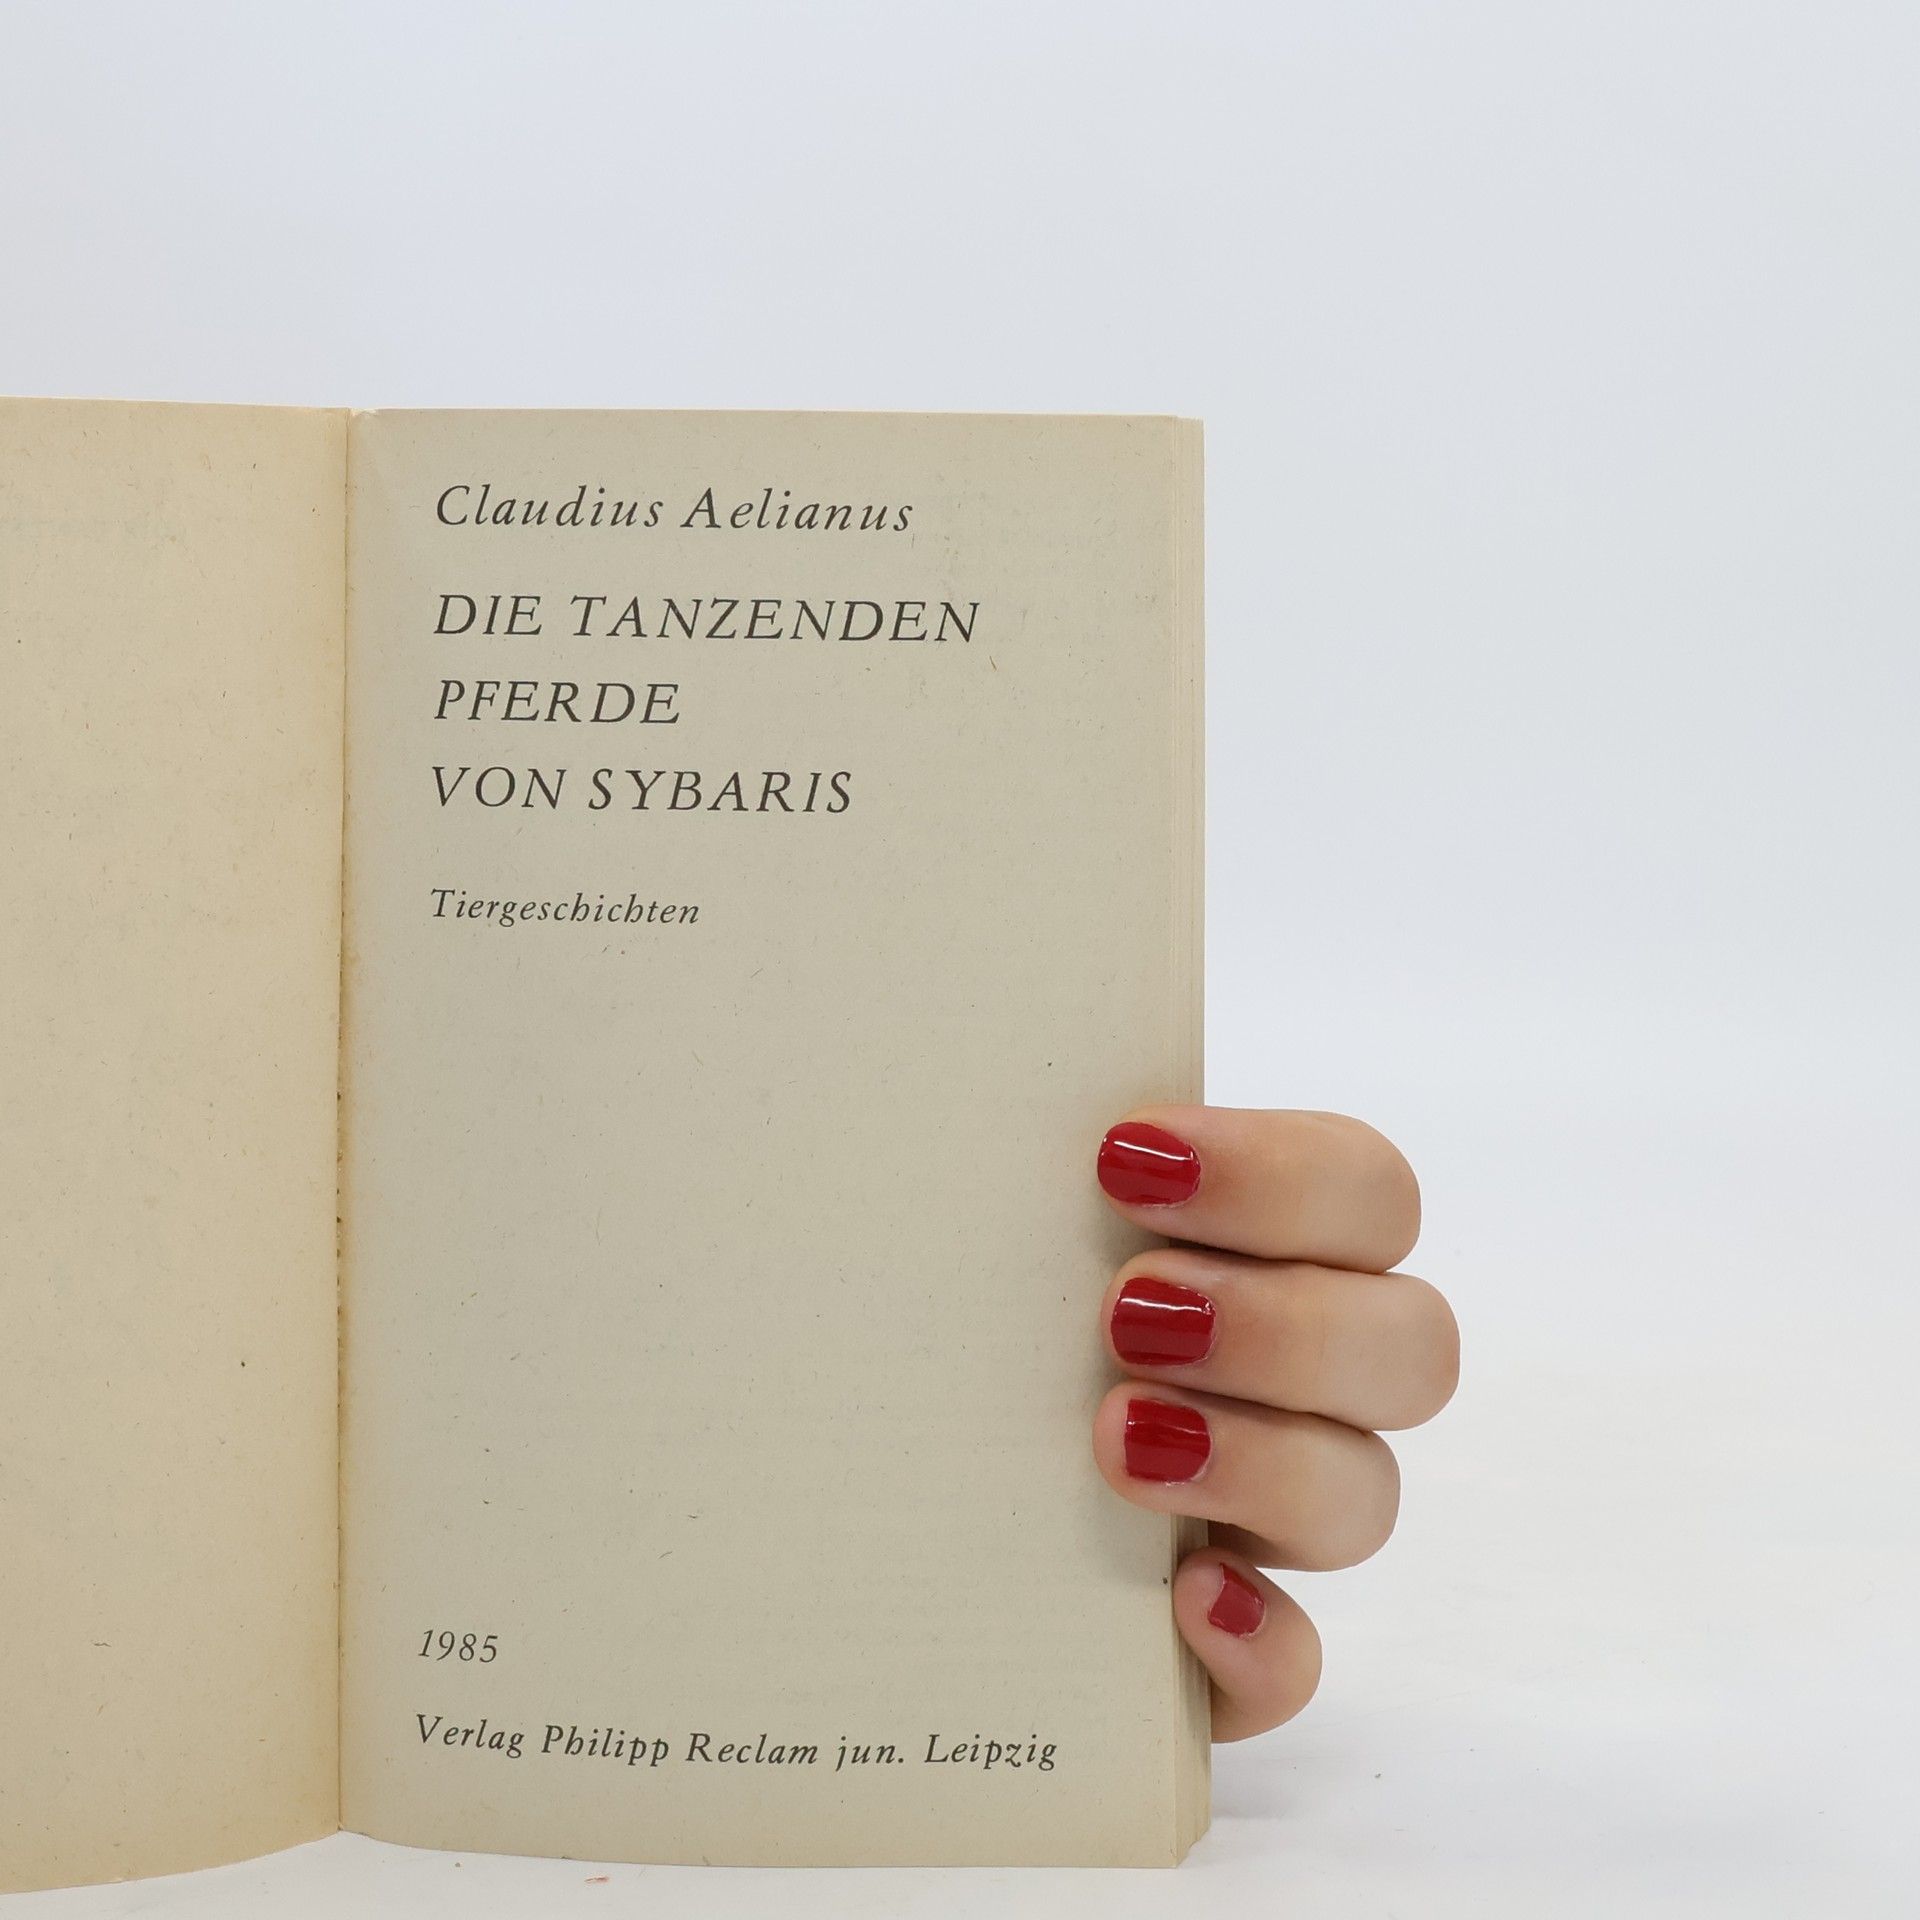 Claudius Aelianus
DIE TANZENDEN
PFERDE
VON SYBARIS
Tiergeschichten
1985
Verlag Philipp Reclam jun. Leipzig